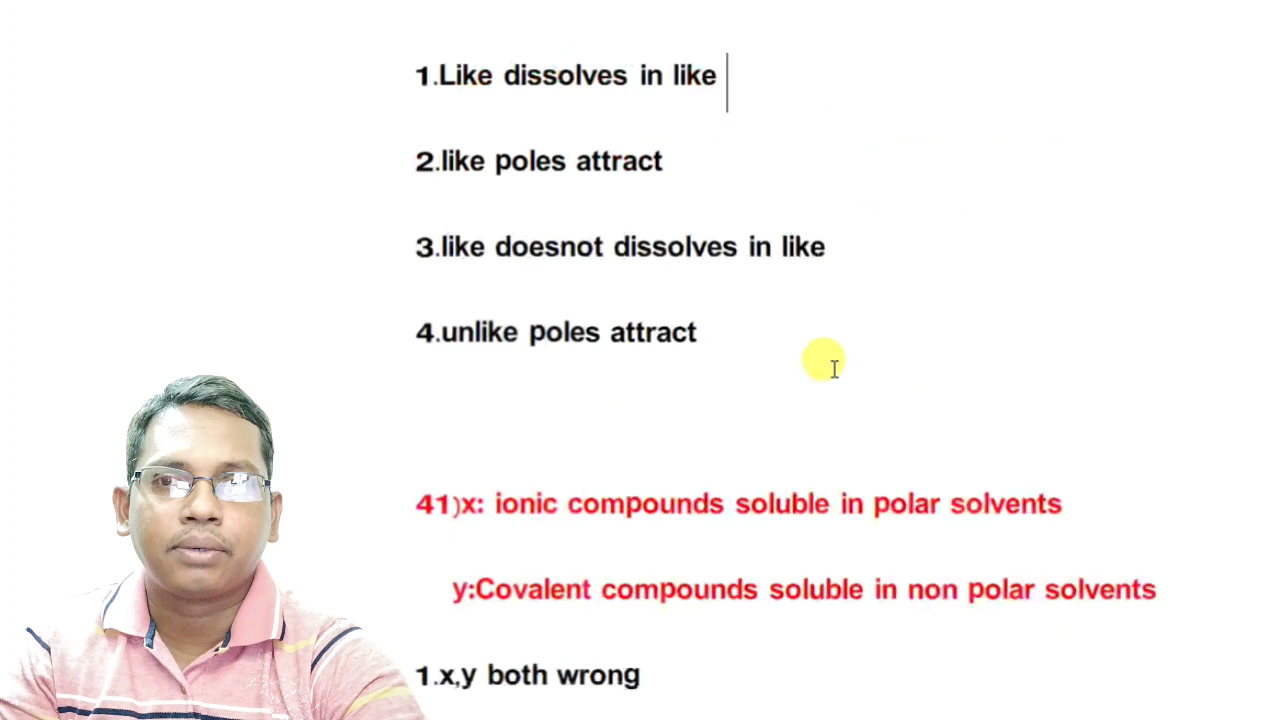 1.Like dissolves in like
2.like poles attract
3.like doesnot dissolves in like
4.unlike poles attract
41)x: ionic compounds soluble in polar solvents
y:Covalent compounds soluble in non polar solvents
1.x,y both wrong